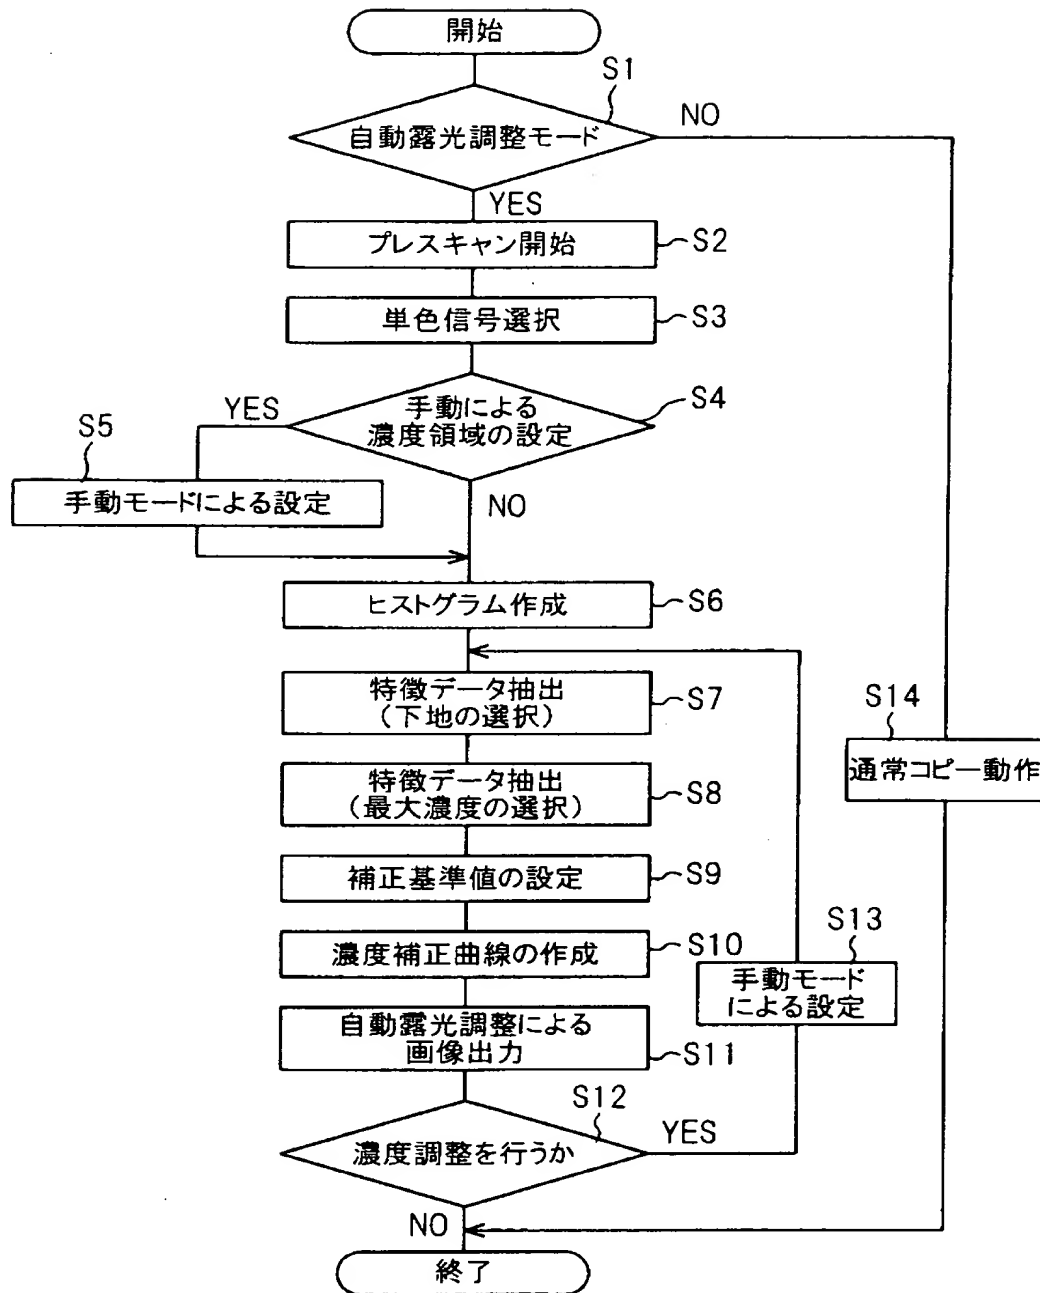 開始
S1
自動露光調整モード
NO
YES
プレスキャン開始
S2
単色信号選択
S3
手動による
濃度領域の設定
S4
YES
S5
手動モードによる設定
NO
ヒストグラム作成
S6
特徴データ抽出
(下地の選択)
S7
S14
通常コピー動作
特徴データ抽出
(最大濃度の選択)
S8
補正基準値の設定
S9
濃度補正曲線の作成
S10
S13
手動モード
による設定
自動露光調整による
画像出力
S11
S12
濃度調整を行うか
YES
NO
終了